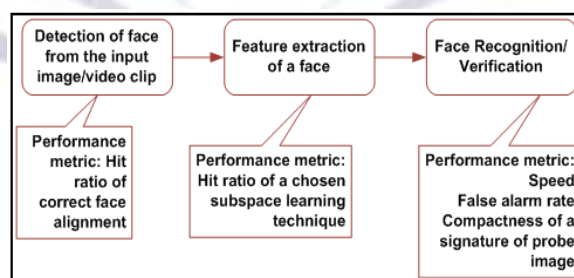 Detection of face
from the input
image/video clip
Feature extraction
of a face
Face Recognition/
Verification
Performance
metric: Hit
ratio of
correct face
alignment
Performance metric:
Hit ratio of a chosen
subspace learning
technique
Performance metric:
Speed
False alarm rate
Compactness of a
signature of probe
image